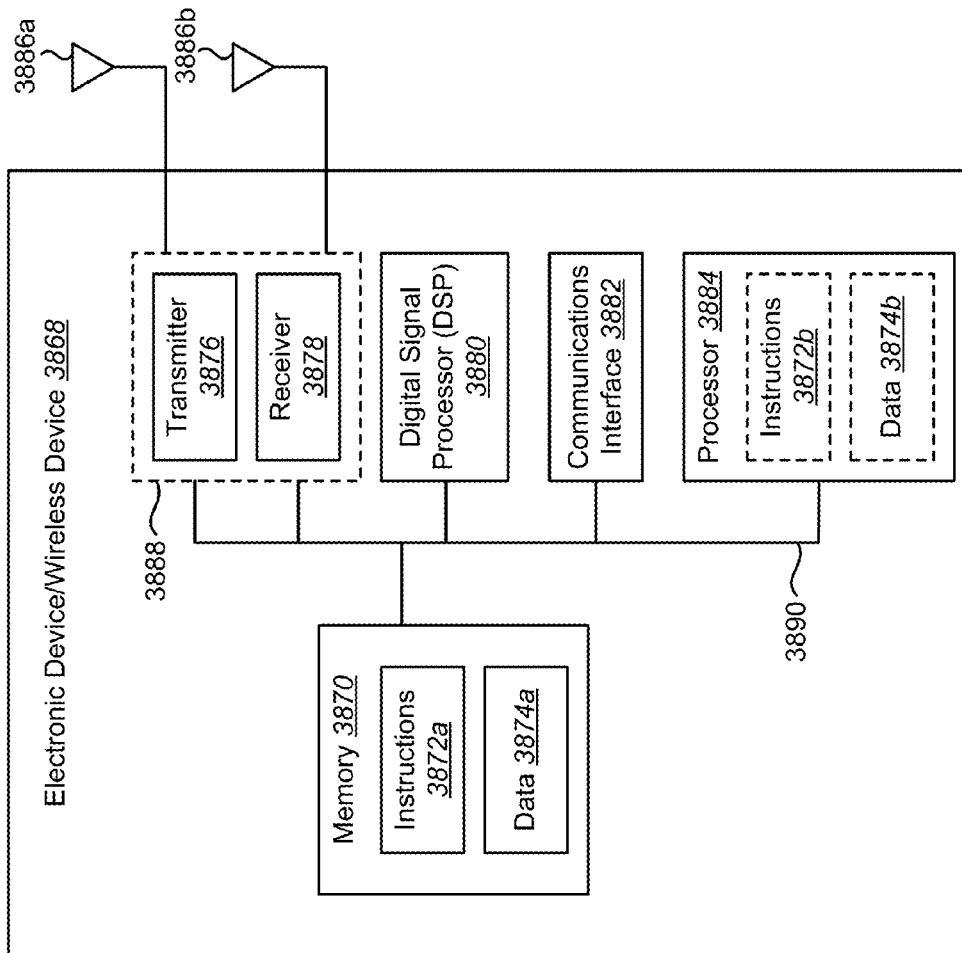 Electronic Device/Wireless Device 3868
3886a
3886b
3888
Transmitter
3876
Receiver
3878
Digital Signal
Processor (DSP)
3880
Communications
Interface 3882
Processor 3884
Instructions
3872b
Data 3874b
3890
Memory 3870
Instructions
3872a
Data 3874a